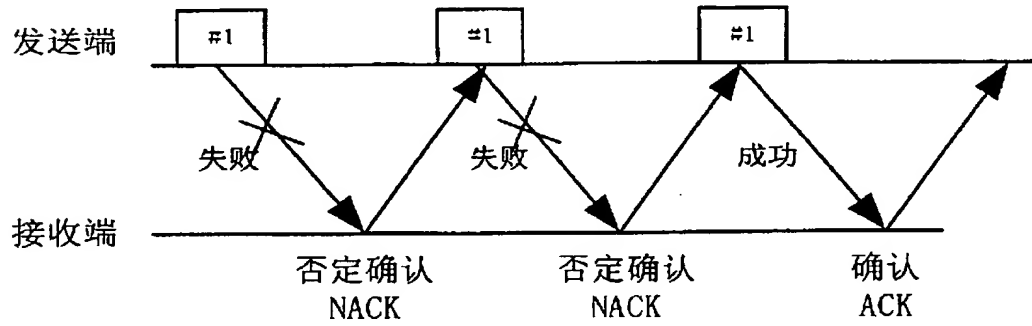 发送端 #1 #1 #1
失败 失败 成功
接收端
否定确认 否定确认 确认
NACK NACK ACK